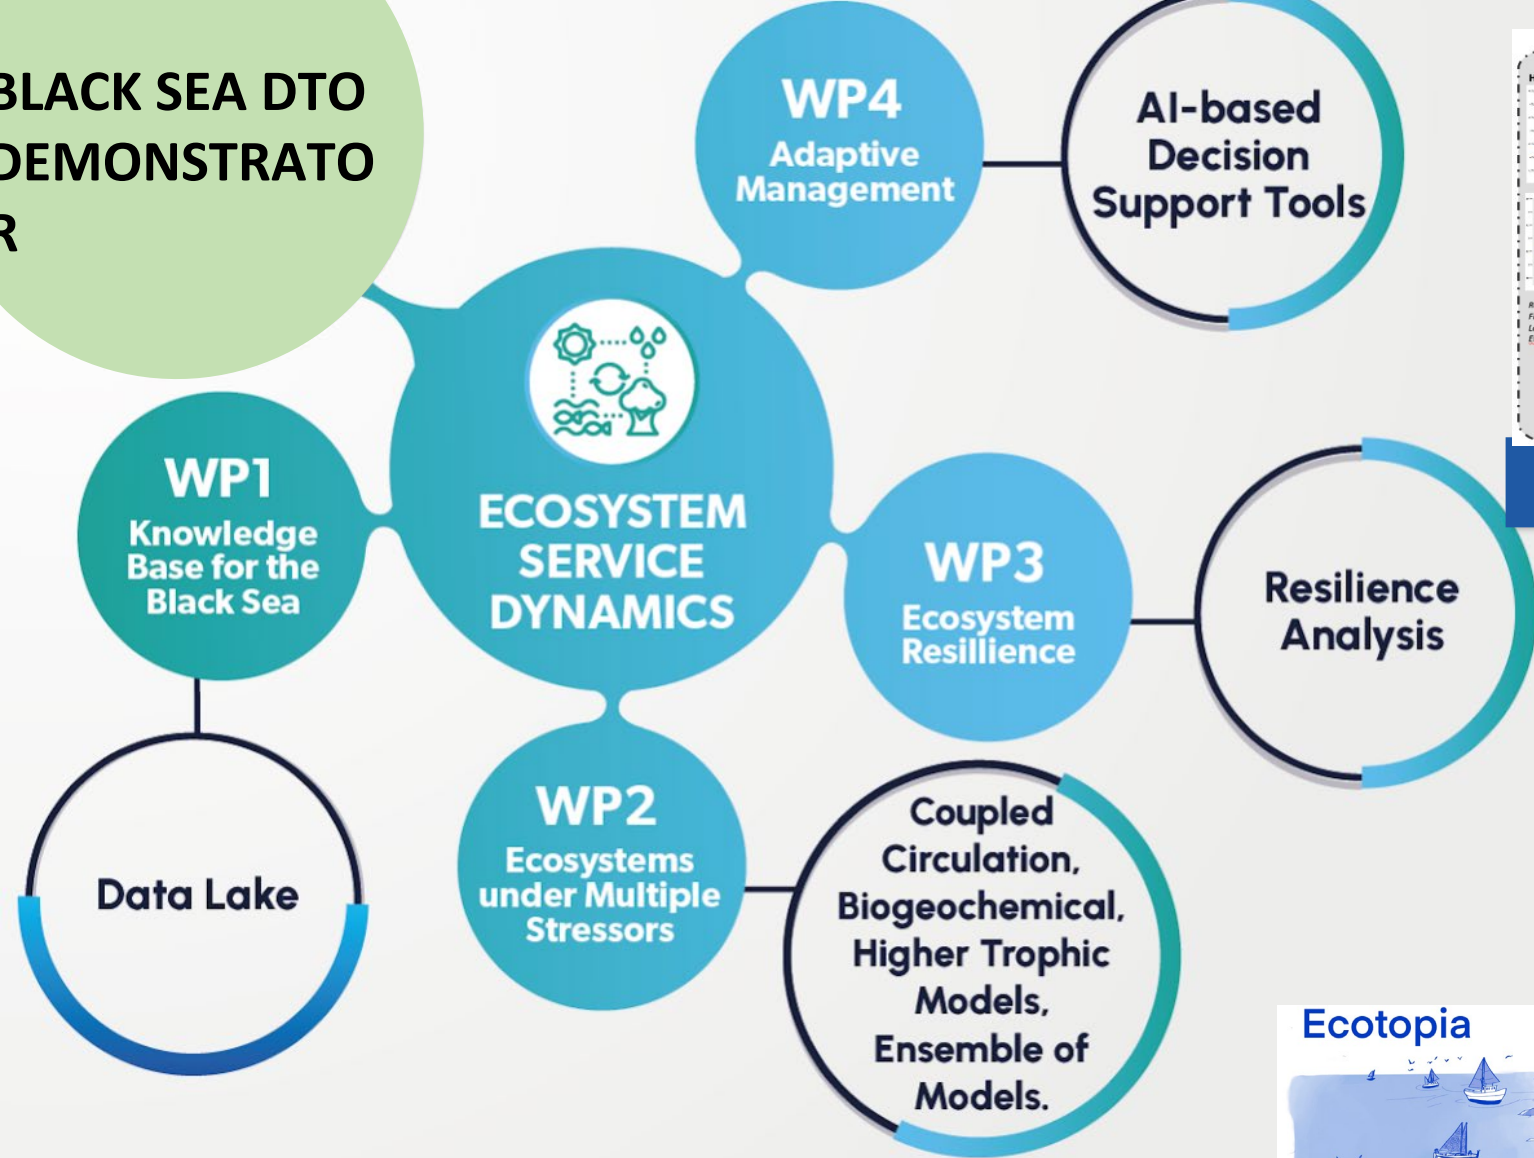 BLACK SEA DTO
DEMONSTRATO
R
WP4
Adaptive
Management
AI-based
Decision
Support Tools
WP1
Knowledge
Base for the
Black Sea
ECOSYSTEM
SERVICE
DYNAMICS
WP3
Ecosystem
Resillience
Resilience
Analysis
Data Lake
WP2
Ecosystems
under Multiple
Stressors
Coupled
Circulation,
Biogeochemical,
Higher Trophic
Models,
Ensemble of
Models.
Ecotopia